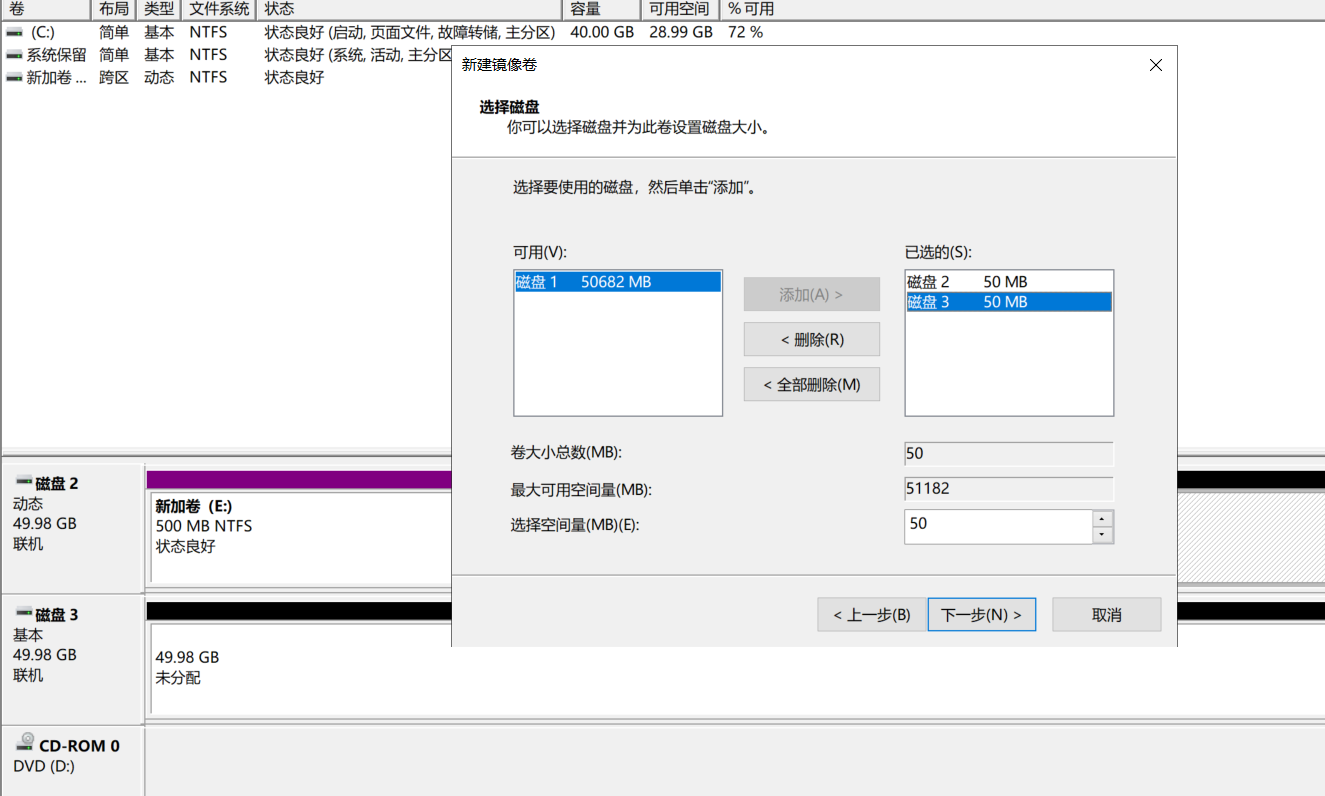 卷 布局 类型 文件系统 状态 容量 可用空间 % 可用
(C:) 简单 基本 NTFS 状态良好 (启动, 页面文件, 故障转储, 主分区) 40.00 GB 28.99 GB 72 %
系统保留 简单 基本 NTFS 状态良好 (系统, 活动, 主分区
新加卷 ... 跨区 动态 NTFS 状态良好
新建镜像卷
选择磁盘
你可以选择磁盘并为此卷设置磁盘大小。
选择要使用的磁盘，然后单击“添加”。
可用(V): 已选的(S):
磁盘 1 50682 MB
添加(A) >
< 删除(R)
< 全部删除(M)
磁盘 2 50 MB
磁盘 3 50 MB
卷大小总数(MB): 50
最大可用空间量(MB): 51182
选择空间量(MB)(E): 50
< 上一步(B) 下一步(N) > 取消
磁盘 2
动态
49.98 GB
联机
新加卷 (E:)
500 MB NTFS
状态良好
磁盘 3
基本
49.98 GB
联机
49.98 GB
未分配
CD-ROM 0
DVD (D:)